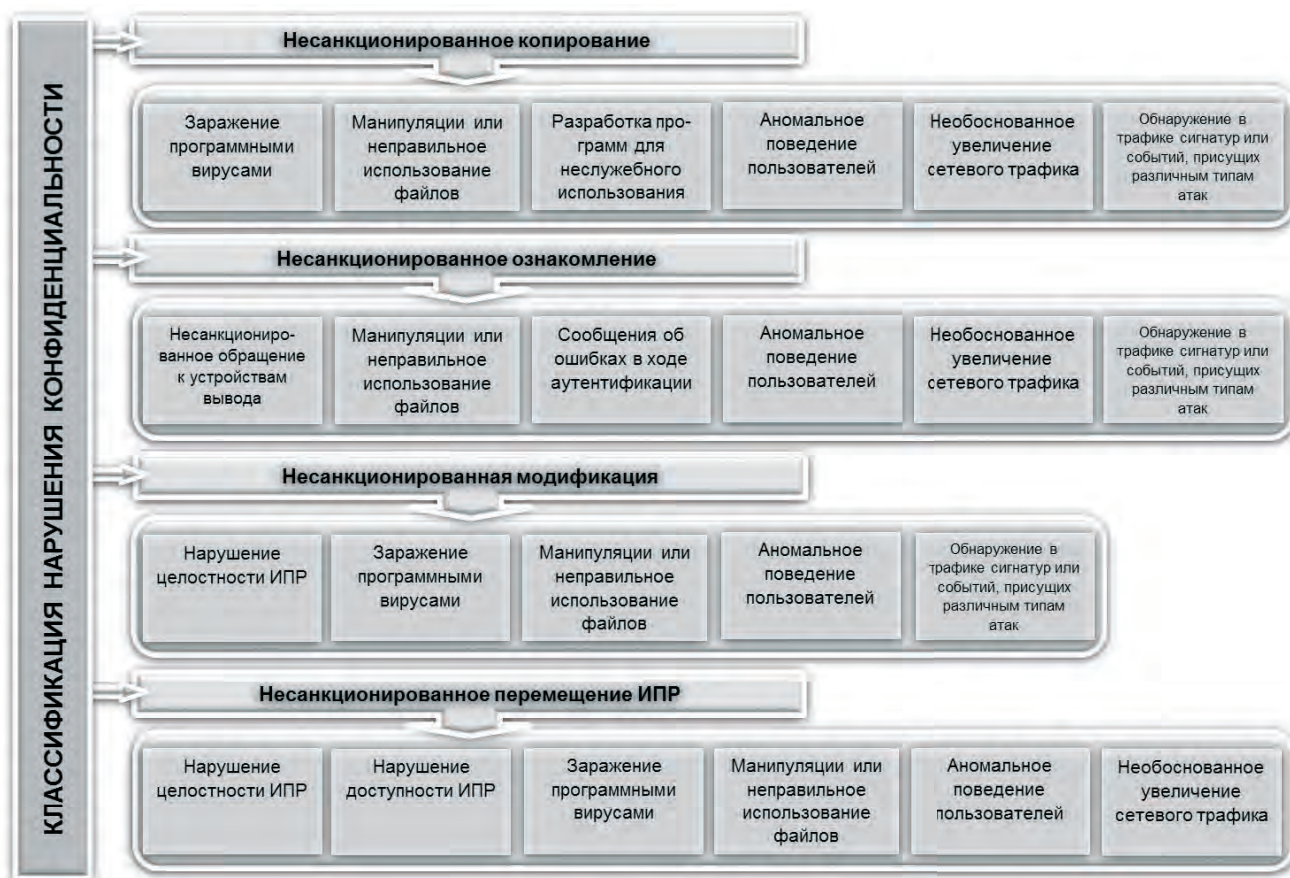 КЛАССИФИКАЦИЯ НАРУШЕНИЯ КОНФИДЕНЦИАЛЬНОСТИ
Несанкционированное копирование
Заражение
программными
вирусами
Манипуляции или
неправильное
использование
файлов
Разработка про-
грамм для
неслужебного
использования
Аномальное
поведение
пользователей
Необоснованное
увеличение
сетевого трафика
Обнаружение в
трафике сигнатур или
событий, присущих
различным типам
атак
Несанкционированное ознакомление
Несанкциониро-
ванное обращение
к устройствам
вывода
Манипуляции или
неправильное
использование
файлов
Сообщения об
ошибках в ходе
аутентификации
Аномальное
поведение
пользователей
Необоснованное
увеличение
сетевого трафика
Обнаружение в
трафике сигнатур или
событий, присущих
различным типам
атак
Несанкционированная модификация
Нарушение
целостности ИПР
Заражение
программными
вирусами
Манипуляции или
неправильное
использование
файлов
Аномальное
поведение
пользователей
Обнаружение в
трафике сигнатур или
событий, присущих
различным типам
атак
Несанкционированное перемещение ИПР
Нарушение
целостности ИПР
Нарушение
доступности ИПР
Заражение
программными
вирусами
Манипуляции или
неправильное
использование
файлов
Аномальное
поведение
пользователей
Необоснованное
увеличение
сетевого трафика